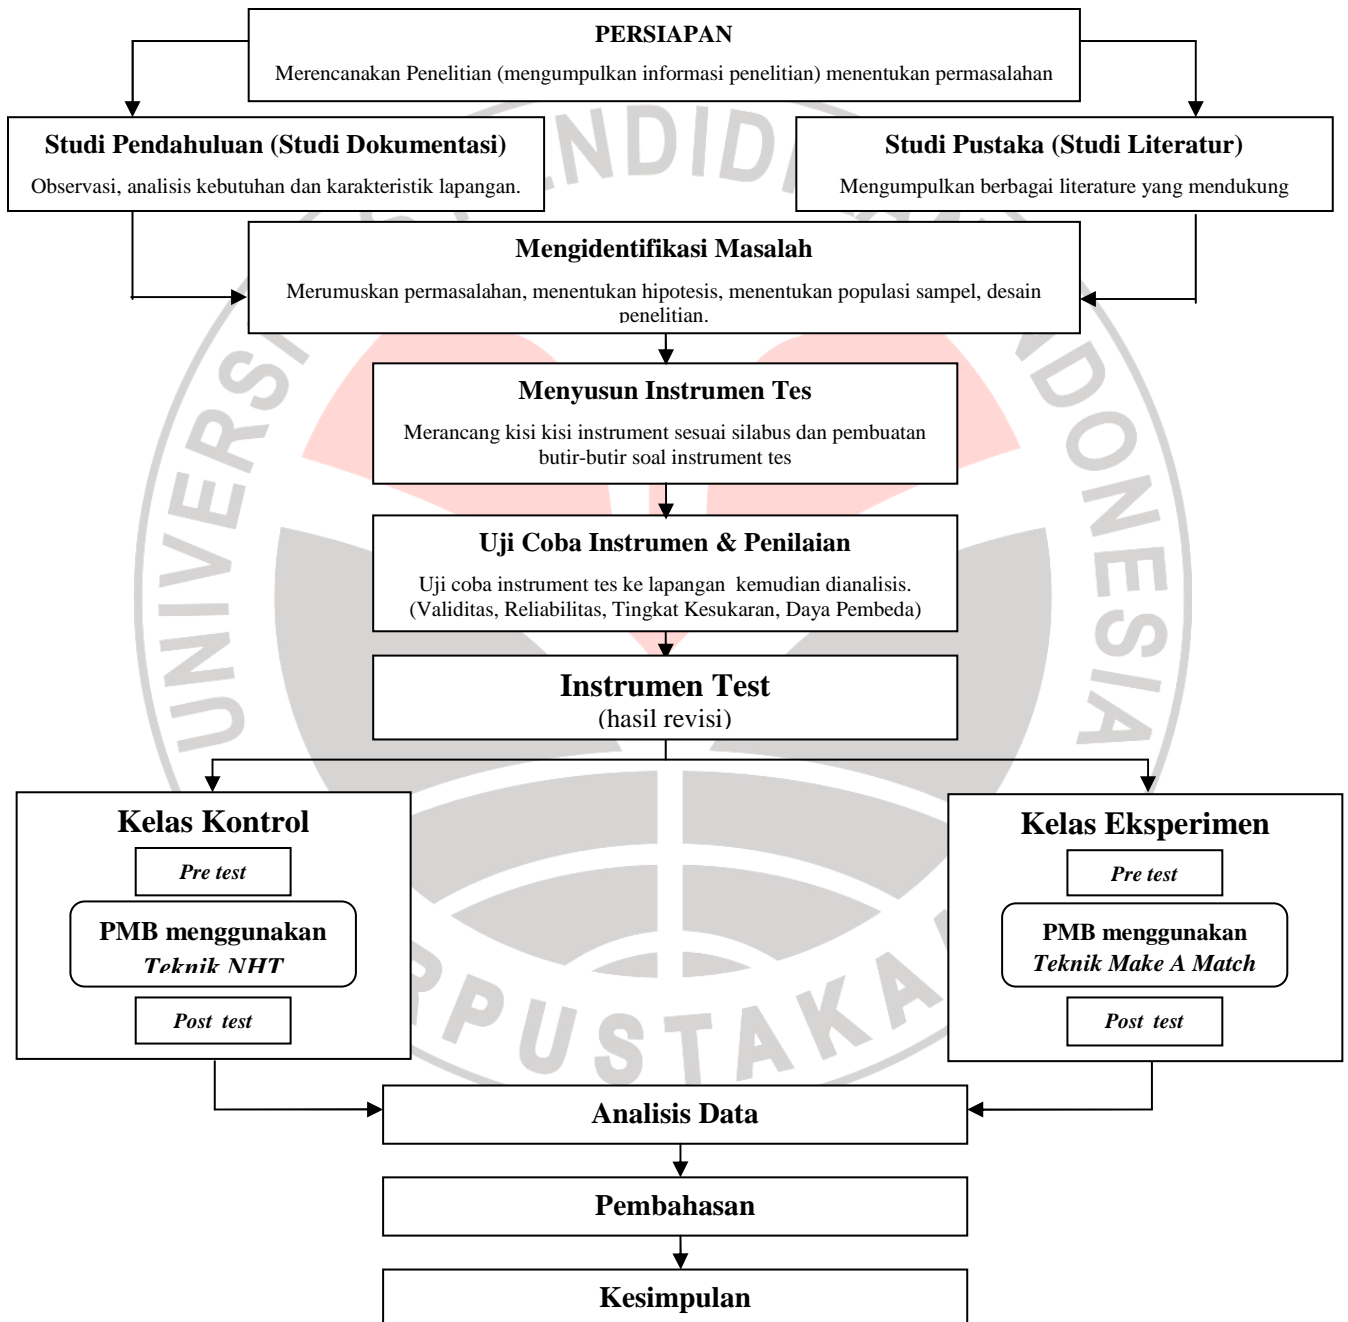 PERSIAPAN
Merencanakan Penelitian (mengumpulkan informasi penelitian) menentukan permasalahan
Studi Pendahuluan (Studi Dokumentasi)
Observasi, analisis kebutuhan dan karakteristik lapangan.
Studi Pustaka (Studi Literatur)
Mengumpulkan berbagai literature yang mendukung
Mengidentifikasi Masalah
Merumuskan permasalahan, menentukan hipotesis, menentukan populasi sampel, desain
penelitian.
Menyusun Instrumen Tes
Merancang kisi kisi instrument sesuai silabus dan pembuatan
butir-butir soal instrument tes
Uji Coba Instrumen & Penilaian
Uji coba instrument tes ke lapangan kemudian dianalisis.
(Validitas, Reliabilitas, Tingkat Kesukaran, Daya Pembeda)
Instrumen Test
(hasil revisi)
Kelas Kontrol
Pre test
PMB menggunakan
Teknik NHT
Post test
Kelas Eksperimen
Pre test
PMB menggunakan
Teknik Make A Match
Post test
Analisis Data
Pembahasan
Kesimpulan